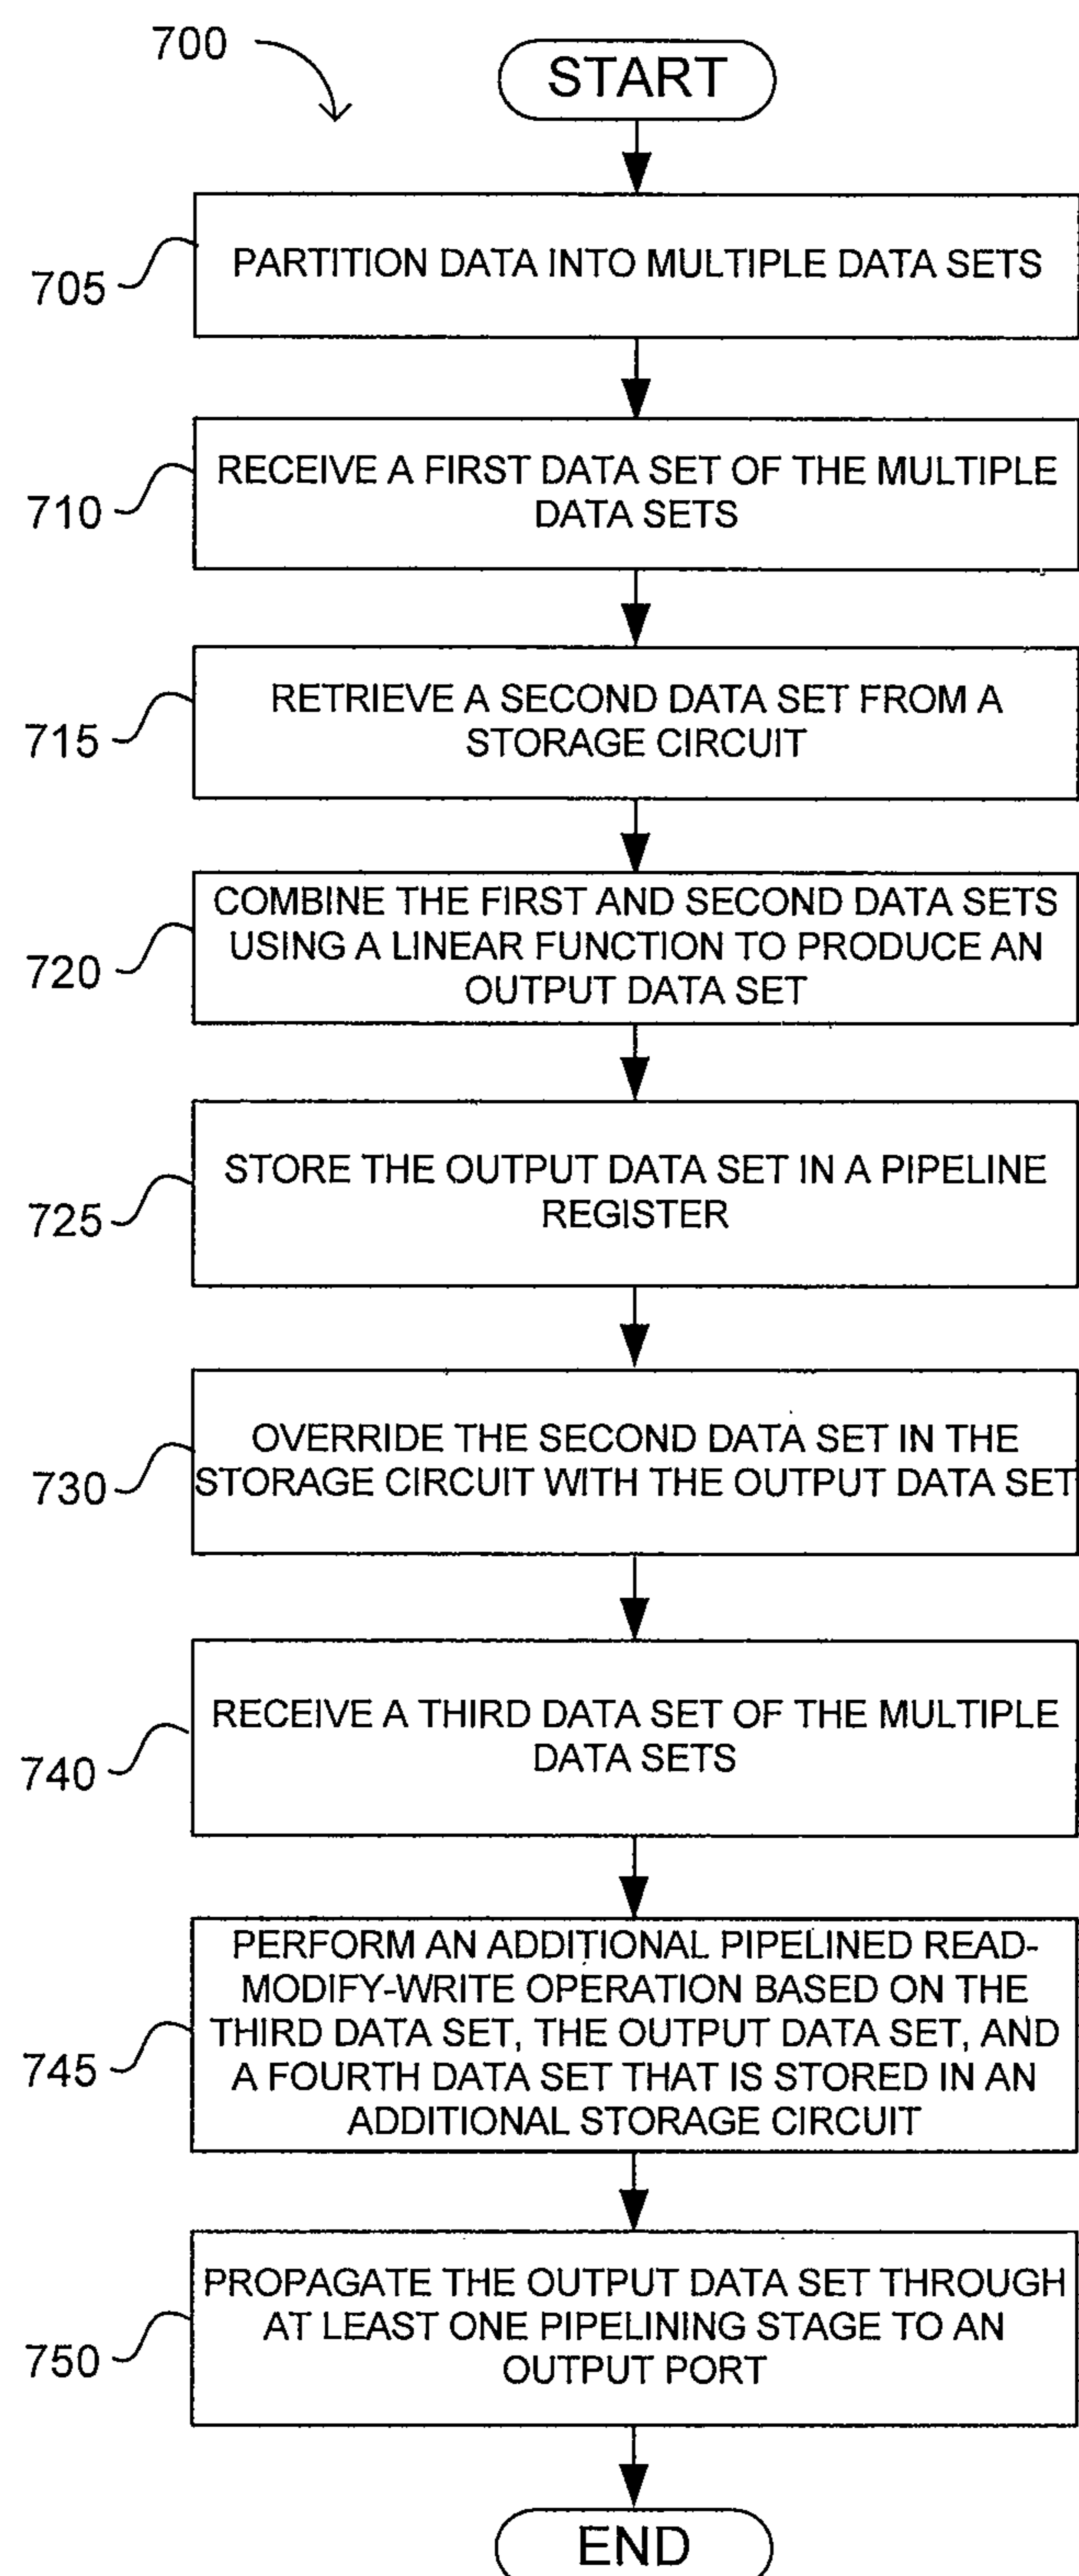 700
START
705
PARTITION DATA INTO MULTIPLE DATA SETS
710
RECEIVE A FIRST DATA SET OF THE MULTIPLE
DATA SETS
715
RETRIEVE A SECOND DATA SET FROM A
STORAGE CIRCUIT
720
COMBINE THE FIRST AND SECOND DATA SETS
USING A LINEAR FUNCTION TO PRODUCE AN
OUTPUT DATA SET
725
STORE THE OUTPUT DATA SET IN A PIPELINE
REGISTER
730
OVERRIDE THE SECOND DATA SET IN THE
STORAGE CIRCUIT WITH THE OUTPUT DATA SET
740
RECEIVE A THIRD DATA SET OF THE MULTIPLE
DATA SETS
745
PERFORM AN ADDITIONAL PIPELINED READ-
MODIFY-WRITE OPERATION BASED ON THE
THIRD DATA SET, THE OUTPUT DATA SET, AND
A FOURTH DATA SET THAT IS STORED IN AN
ADDITIONAL STORAGE CIRCUIT
750
PROPAGATE THE OUTPUT DATA SET THROUGH
AT LEAST ONE PIPELINING STAGE TO AN
OUTPUT PORT
END